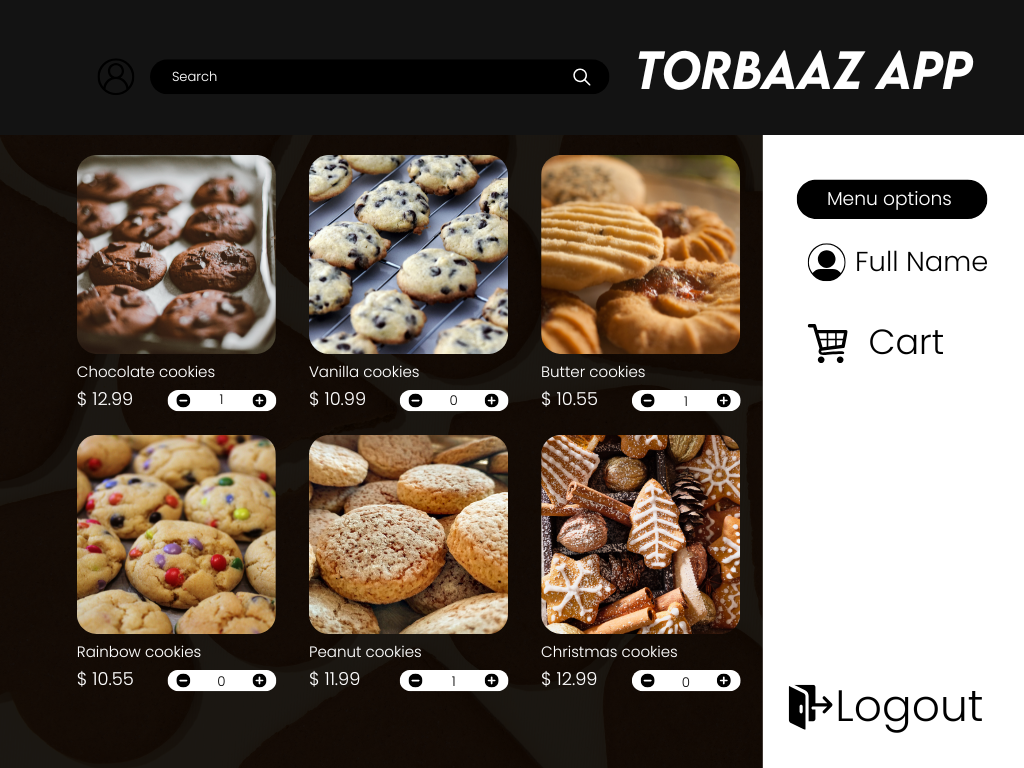 Search
TORBAAZ APP
Menu options
Full Name
Cart
Chocolate cookies
$ 12.99
1
Vanilla cookies
$ 10.99
0
Butter cookies
$ 10.55
1
Rainbow cookies
$ 10.55
0
Peanut cookies
$ 11.99
1
Christmas cookies
$ 12.99
0
Logout